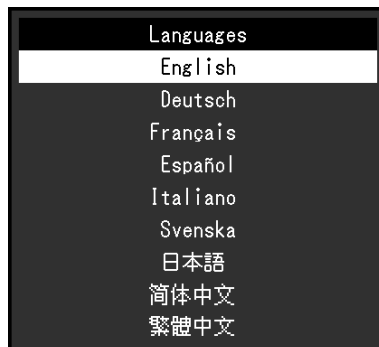 Languages
English
Deutsch
Français
Español
Italiano
Svenska
日本語
简体中文
繁體中文